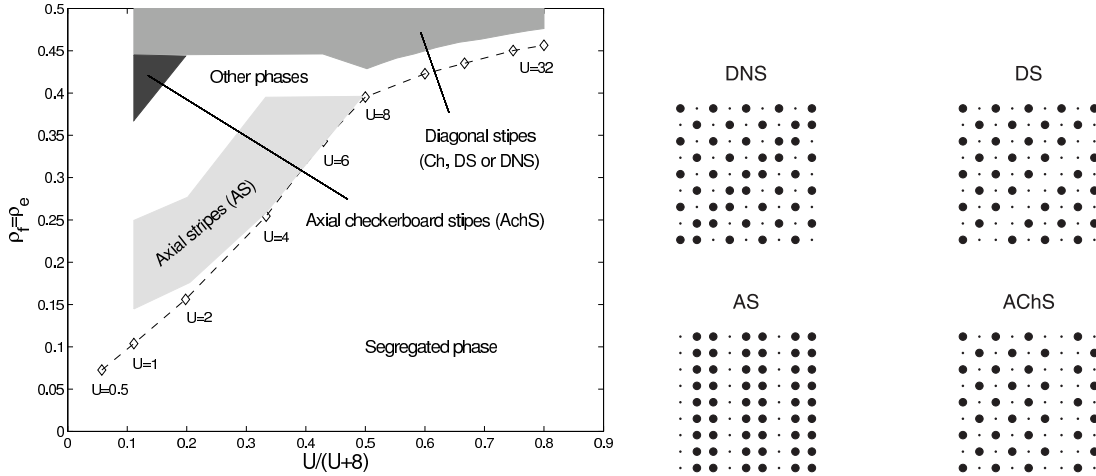 0.5
0.45
0.4
0.35
0.3
0.25
0.2
0.15
0.1
0.05
0
ρf=ρe
Other phases
U=32
U=8
Diagonal stipes
(Ch, DS or DNS)
U=6
Axial stripes (AS)
Axial checkerboard stipes (AchS)
U=4
U=2
U=1
U=0.5
Segregated phase
0 0.1 0.2 0.3 0.4 0.5 0.6 0.7 0.8 0.9
U/(U+8)
DNS
DS
AS
AChS